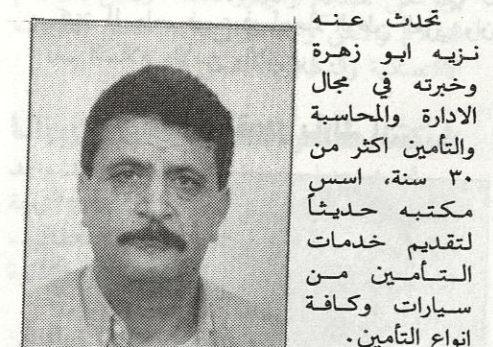 تحدث عنه
نزيه ابو زهرة
وخبرته في مجال
الادارة والمحاسبة
والتأمين اكثر من
٣٠ سنة، اسس
مكتبه حديثاً
لتقديم خدمات
التأمين من
سيارات وكافة
انواع التأمين.